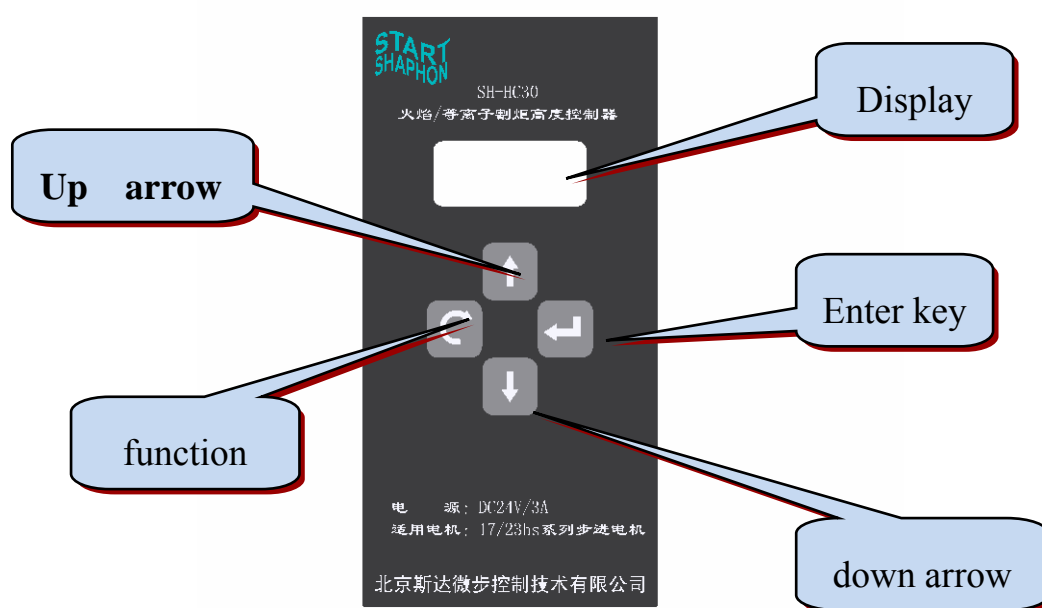 START
SHAPHON
SH-HC30
火焰/等离子割炬高度控制器
Display
Up arrow
Enter key
function
down arrow
电 源: DC24V/3A
适用电机: 17/23hs系列步进电机
北京斯达微步控制技术有限公司